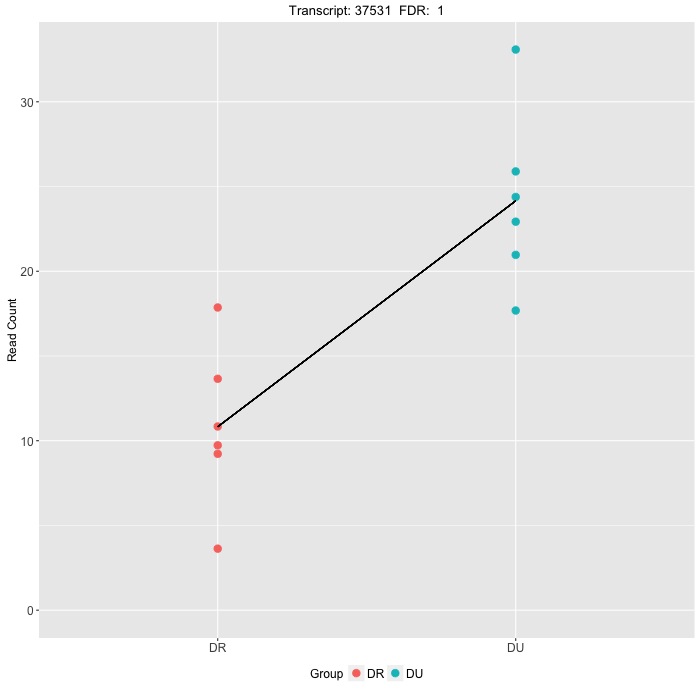 Transcript: 37531  FDR:  1
30
20
10
0
Read Count
DR DU
Group DR DU